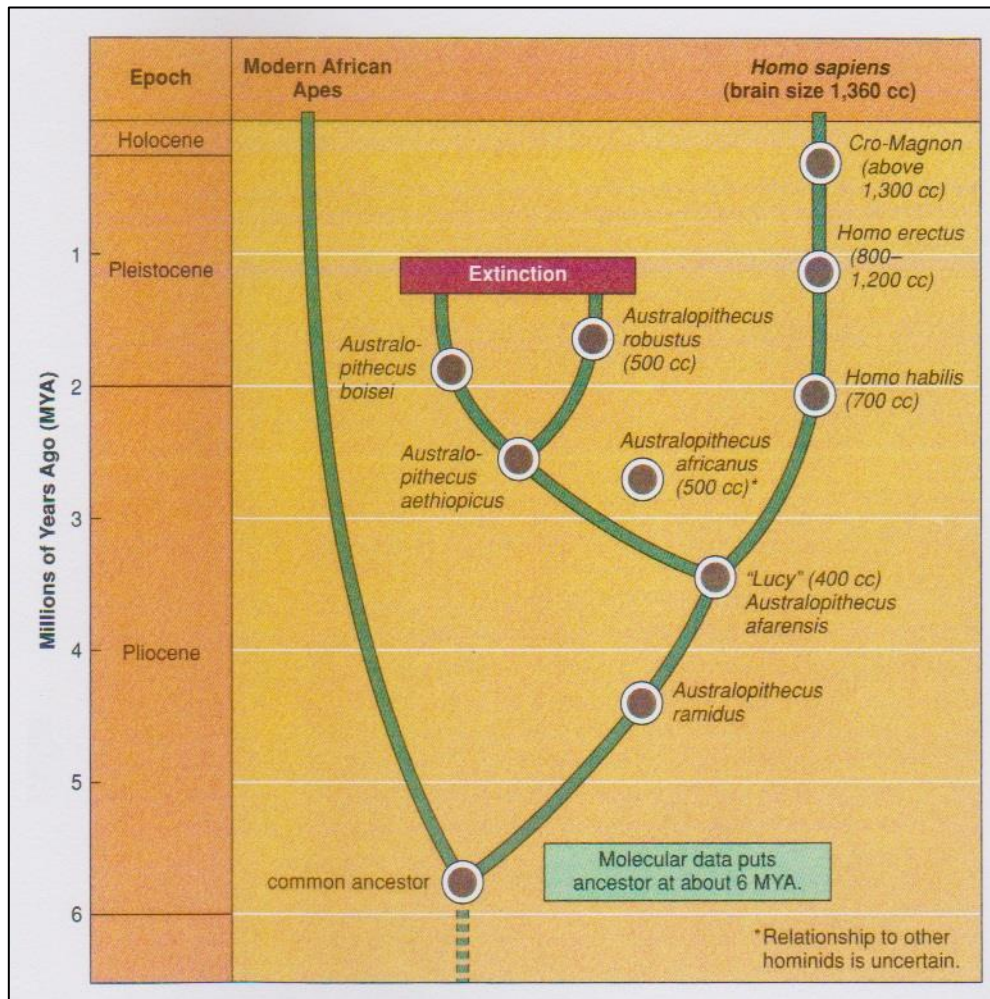 Epoch
Modern African
Apes
Homo sapiens
(brain size 1,360 cc)
Holocene
Cro-Magnon
(above
1,300 cc)
Homo erectus
(800–
1,200 cc)
1
Pleistocene
Extinction
Australopithecus
robustus
(500 cc)
Australo-
pithecus
boisei
Homo habilis
(700 cc)
2
Australopithecus
africanus
(500 cc)*
Australo-
pithecus
aethiopicus
3
Millions of Years Ago (MYA)
"Lucy" (400 cc)
Australopithecus
afarensis
4
Pliocene
Australopithecus
ramidus
5
Molecular data puts
ancestor at about 6 MYA.
common ancestor
6
*Relationship to other
hominids is uncertain.